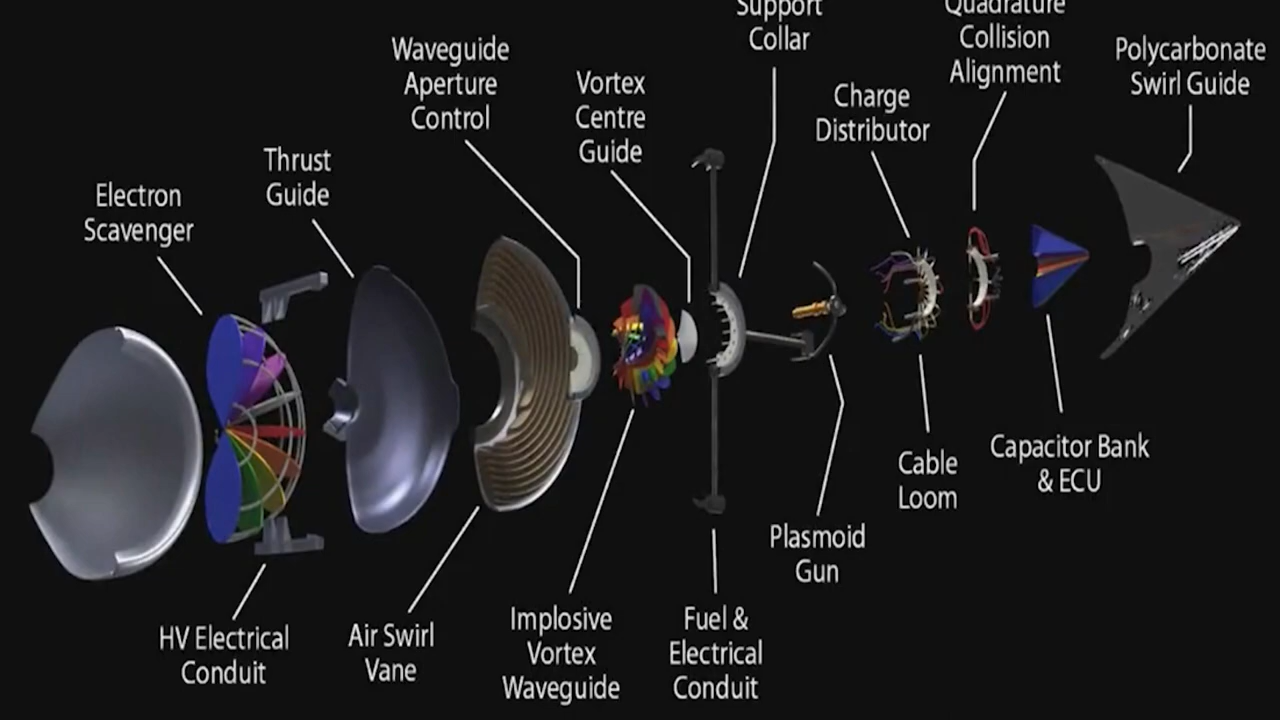 Support
Collar
Quadrature
Collision
Alignment
Waveguide
Aperture
Control
Polycarbonate
Swirl Guide
Vortex
Centre
Guide
Charge
Distributor
Thrust
Guide
Electron
Scavenger
Capacitor Bank
& ECU
Cable
Loom
Plasmoid
Gun
Implosive
Vortex
Waveguide
Fuel &
Electrical
Conduit
HV Electrical
Conduit
Air Swirl
Vane